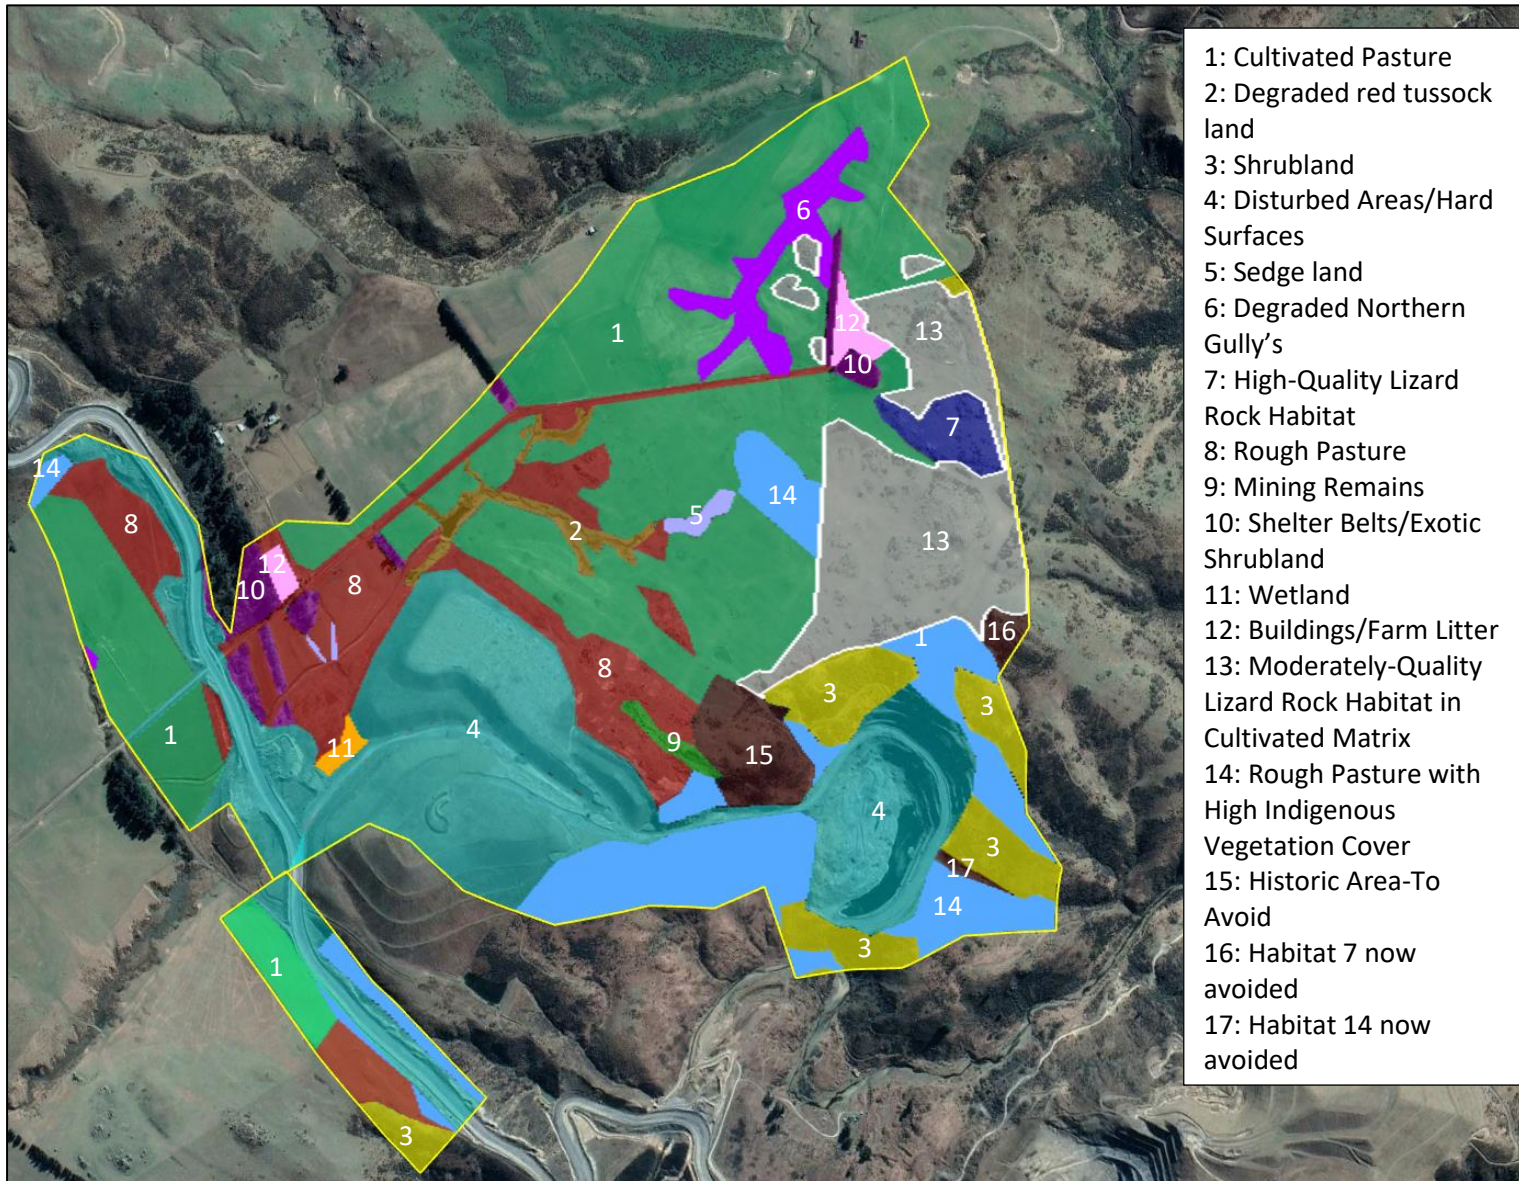 1: Cultivated Pasture
2: Degraded red tussock
land
3: Shrubland
4: Disturbed Areas/Hard
Surfaces
5: Sedge land
6: Degraded Northern
Gully’s
7: High-Quality Lizard
Rock Habitat
8: Rough Pasture
9: Mining Remains
10: Shelter Belts/Exotic
Shrubland
11: Wetland
12: Buildings/Farm Litter
13: Moderately-Quality
Lizard Rock Habitat in
Cultivated Matrix
14: Rough Pasture with
High Indigenous
Vegetation Cover
15: Historic Area-To
Avoid
16: Habitat 7 now
avoided
17: Habitat 14 now
avoided
6
12
13
1
10
7
14
14
8
5
2
13
12
10
8
1
16
8
3
3
1
4
11
9
15
4
3
17
14
3
1
3